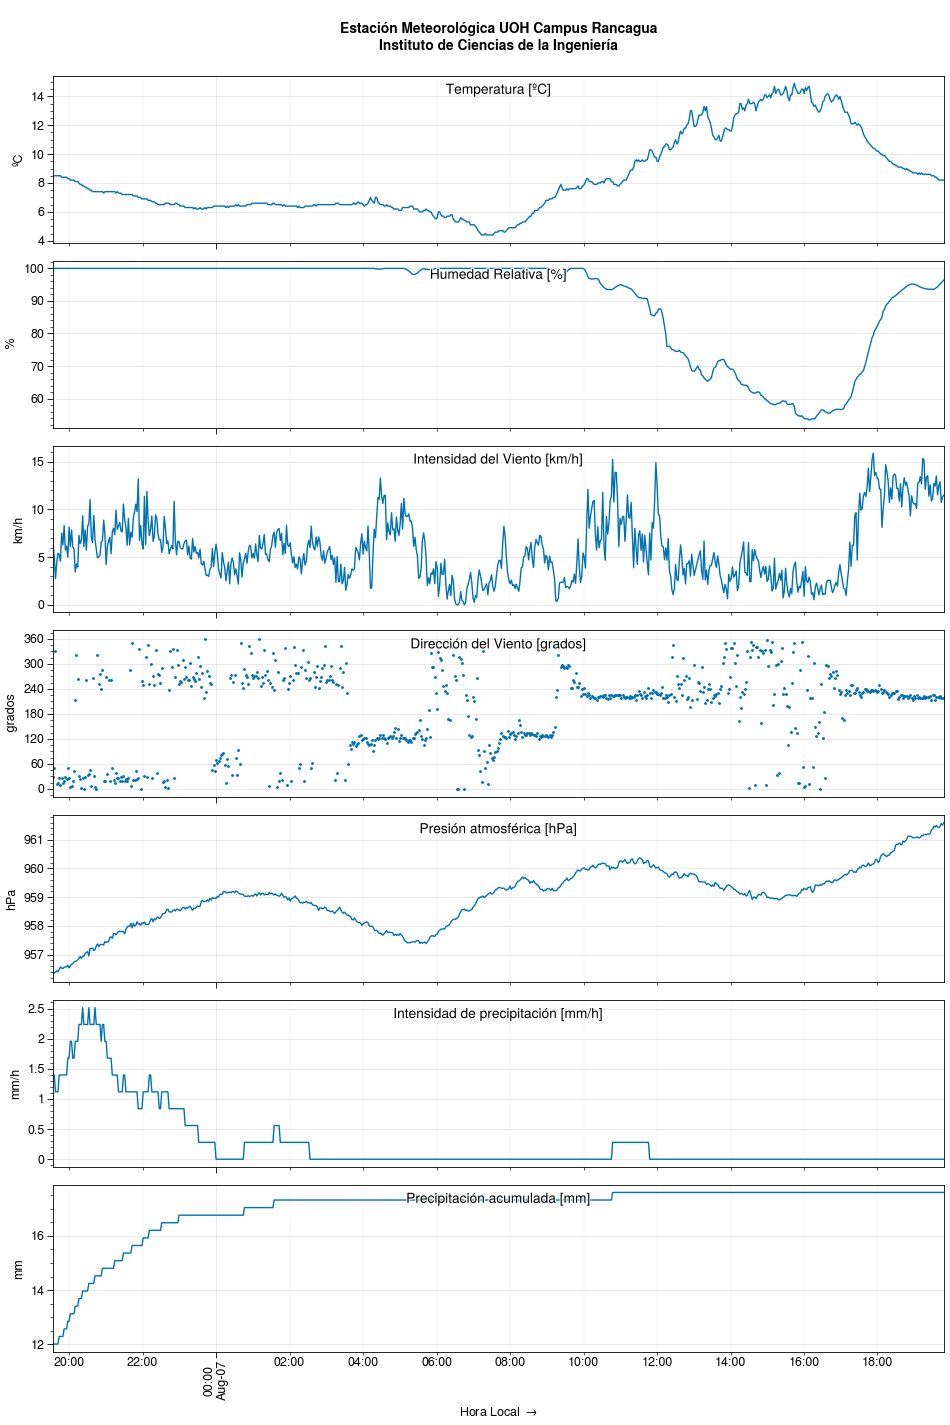 Estación Meteorológica UOH Campus Rancagua
Instituto de Ciencias de la Ingeniería
Temperatura [ºC]
14
12
10
8
6
4
ºC
Humedad Relativa [%]
100
90
80
70
60
%
Intensidad del Viento [km/h]
15
10
5
0
km/h
Dirección del Viento [grados]
360
300
240
180
120
60
0
grados
Presión atmosférica [hPa]
961
960
959
958
957
hPa
Intensidad de precipitación [mm/h]
2.5
2
1.5
1
0.5
0
mm/h
Precipitación acumulada [mm]
16
14
12
mm
20:00 22:00 02:00 04:00 06:00 08:00 10:00 12:00 14:00 16:00 18:00
00:00
Aug-07
Hora Local →